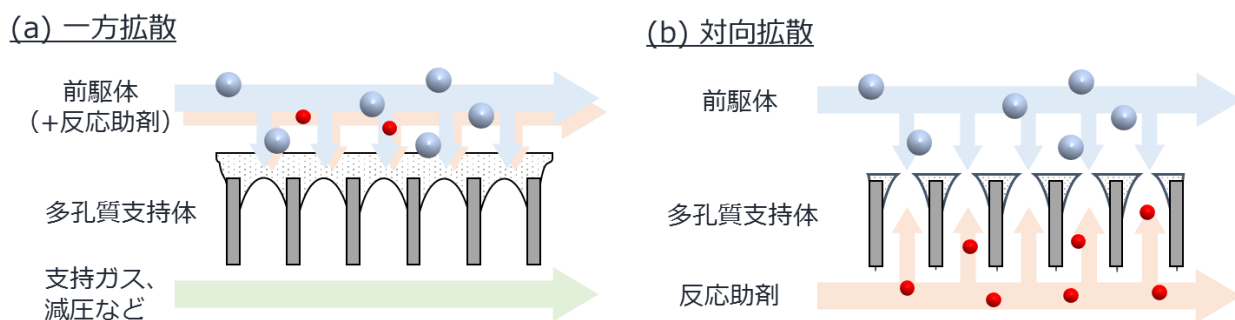 (a) 一方拡散
前駆体
（+反応助剤）
多孔質支持体
支持ガス、
減圧など
(b) 対向拡散
前駆体
多孔質支持体
反応助剤